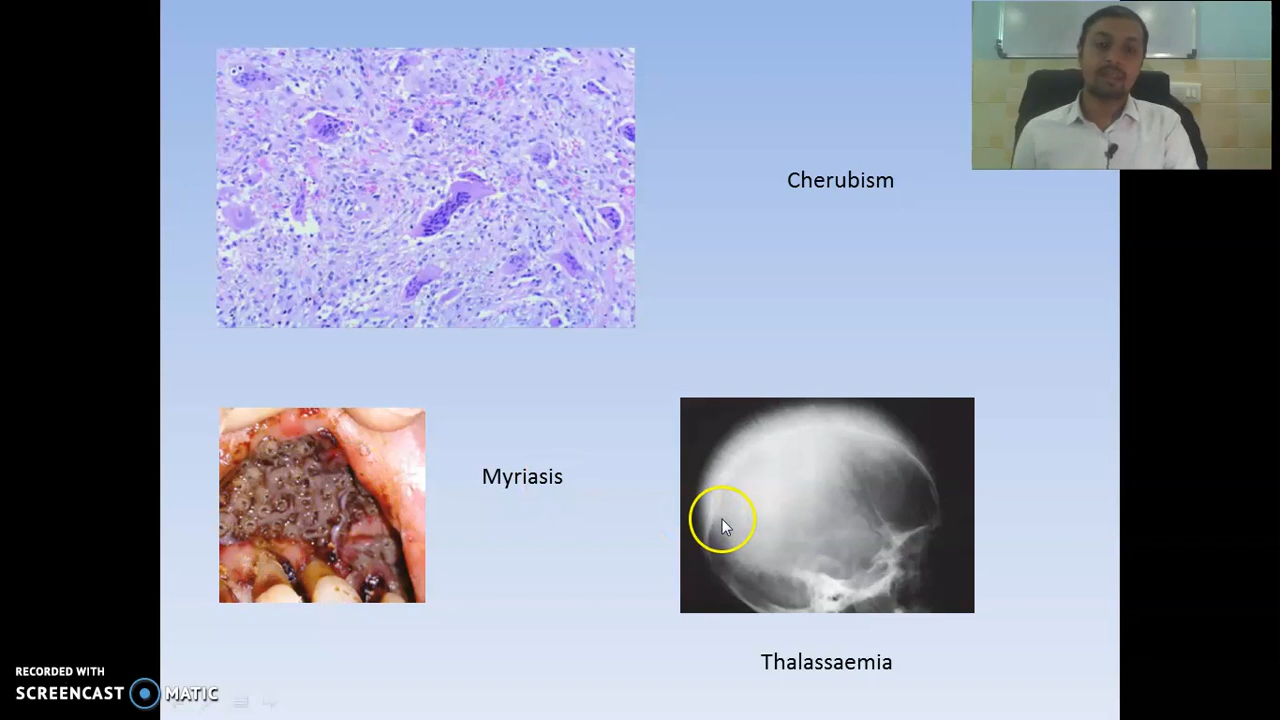 Cherubism
Myriasis
Thalassaemia
RECORDED WITH
SCREENCAST MATIC